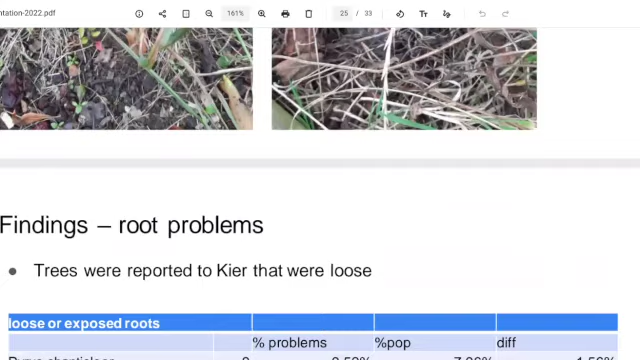 ntation-2022.pdf
161%
25 / 33
Findings – root problems
● Trees were reported to Kier that were loose
loose or exposed roots
% problems %pop diff